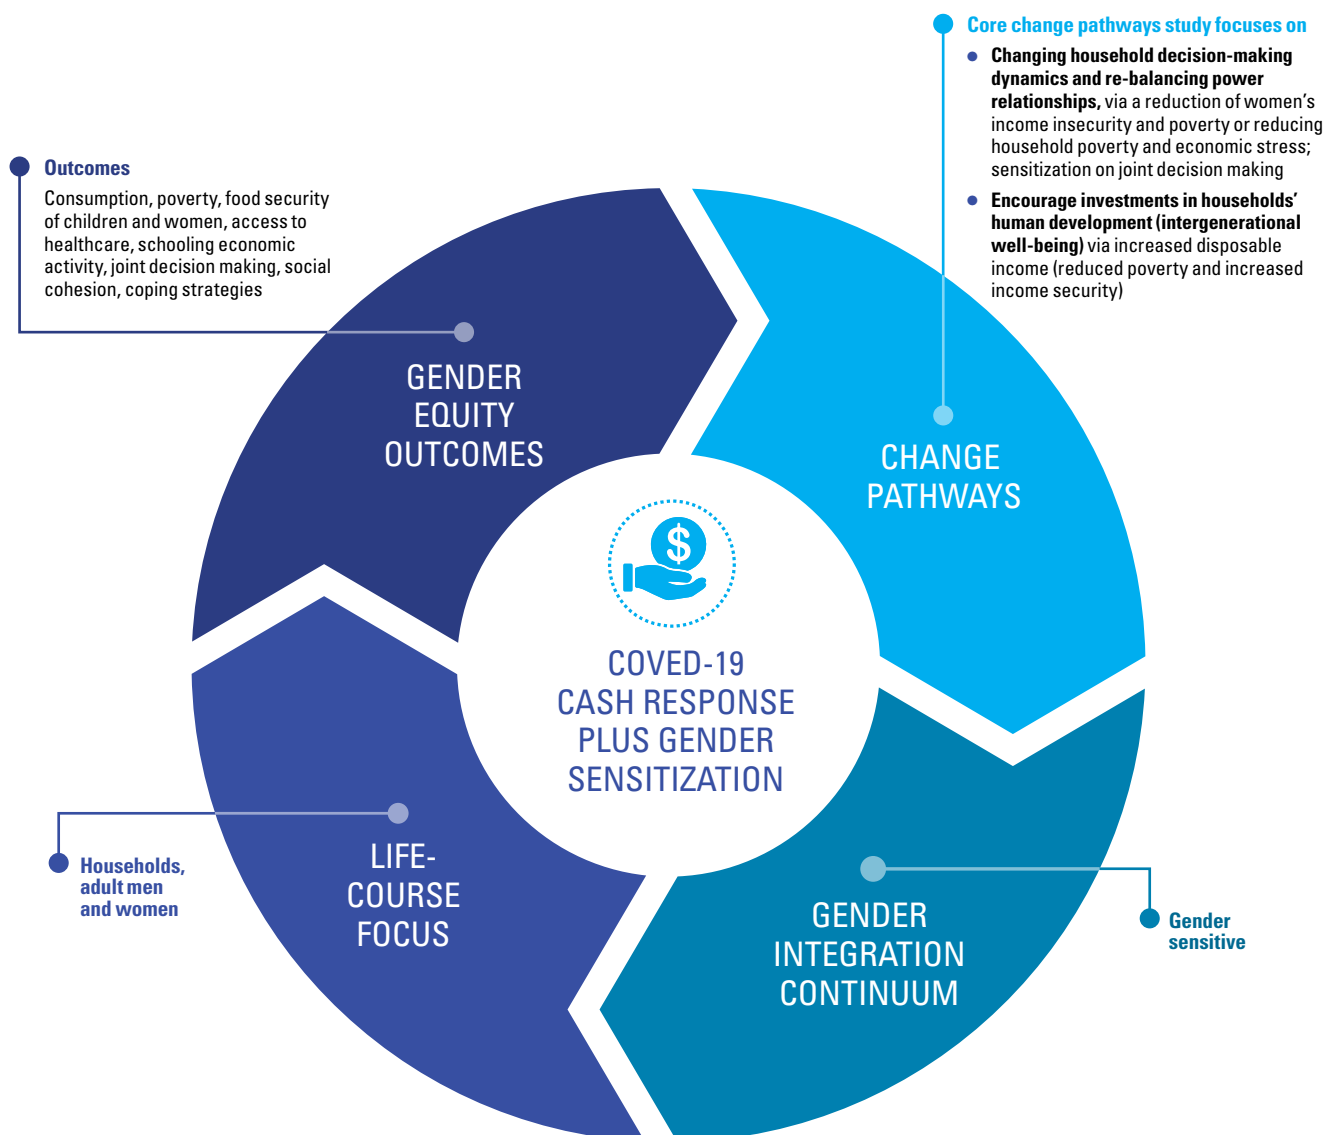 Core change pathways study focuses on
Changing household decision-making
dynamics and re-balancing power
relationships, via a reduction of women's
income insecurity and poverty or reducing
household poverty and economic stress;
sensitization on joint decision making
Encourage investments in households'
human development (intergenerational
well-being) via increased disposable
income (reduced poverty and increased
income security)
Outcomes
Consumption, poverty, food security
of children and women, access to
healthcare, schooling economic
activity, joint decision making, social
cohesion, coping strategies
GENDER
EQUITY
OUTCOMES
CHANGE
PATHWAYS
$
COVED-19
CASH RESPONSE
PLUS GENDER
SENSITIZATION
LIFE-
COURSE
FOCUS
Households,
adult men
and women
GENDER
INTEGRATION
CONTINUUM
Gender
sensitive